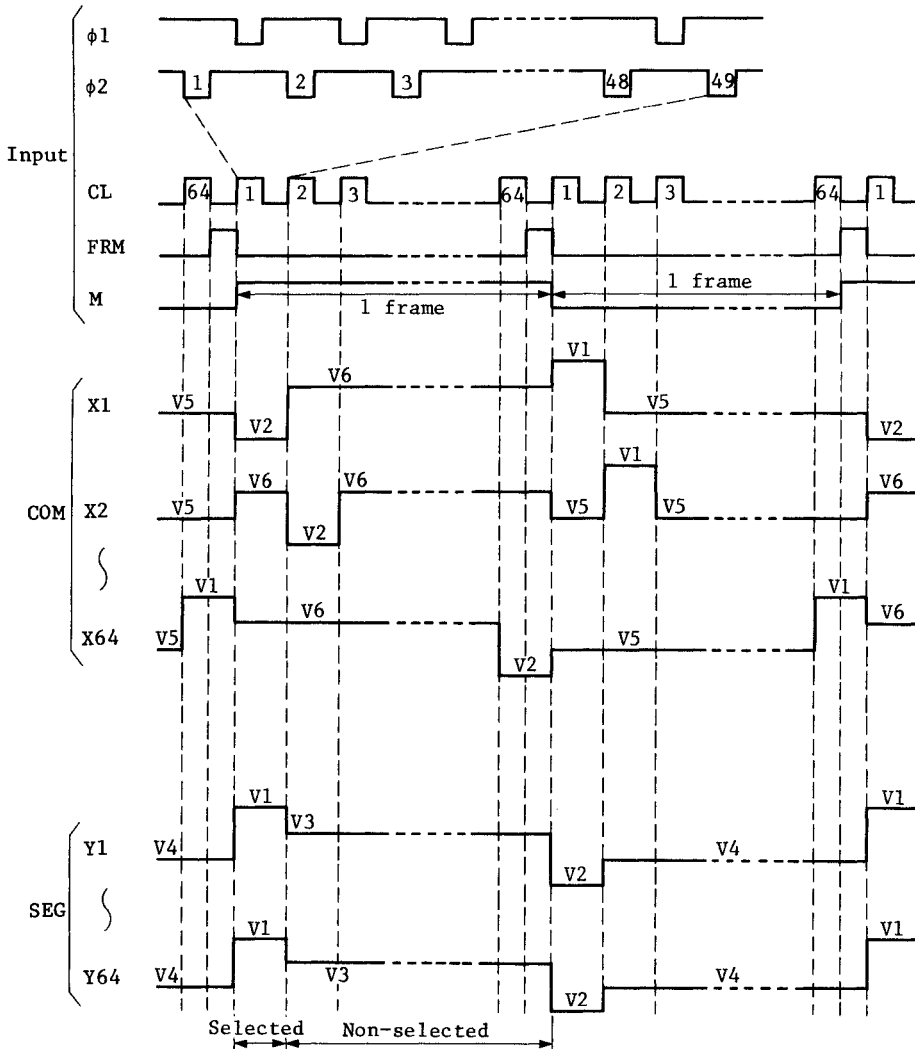 φ1
φ2 1 2 3 48 49
Input
CL 64 1 2 3 64 1 2 3 64 1
FRM
M 1 frame 1 frame
X1 V5 V2 V6 V1 V5 V2
COM
X2 V5 V6 V2 V6 V5 V1 V5 V6
X64 V5 V1 V6 V2 V5 V1 V6
SEG
Y1 V4 V1 V3 V2 V4 V1
Y64 V4 V1 V3 V2 V4 V1
Selected Non-selected